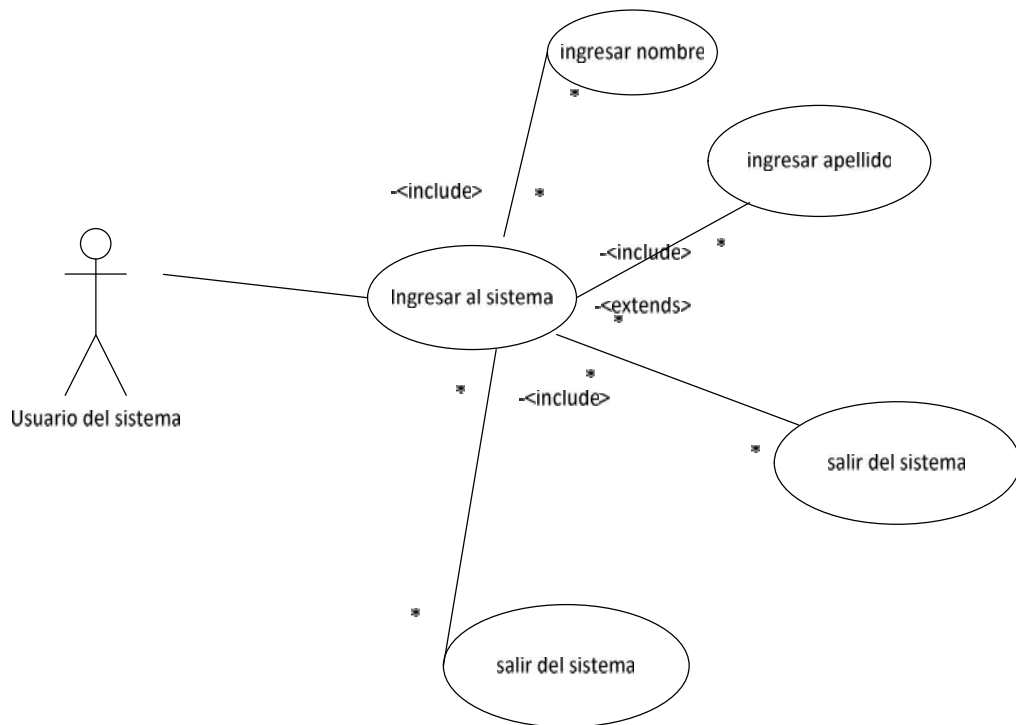 ingresar nombre
*
ingresar apellido
-<include>
*
-<include>
*
-<extends>
*
Ingresar al sistema
*
*
-<include>
Usuario del sistema
*
salir del sistema
*
salir del sistema